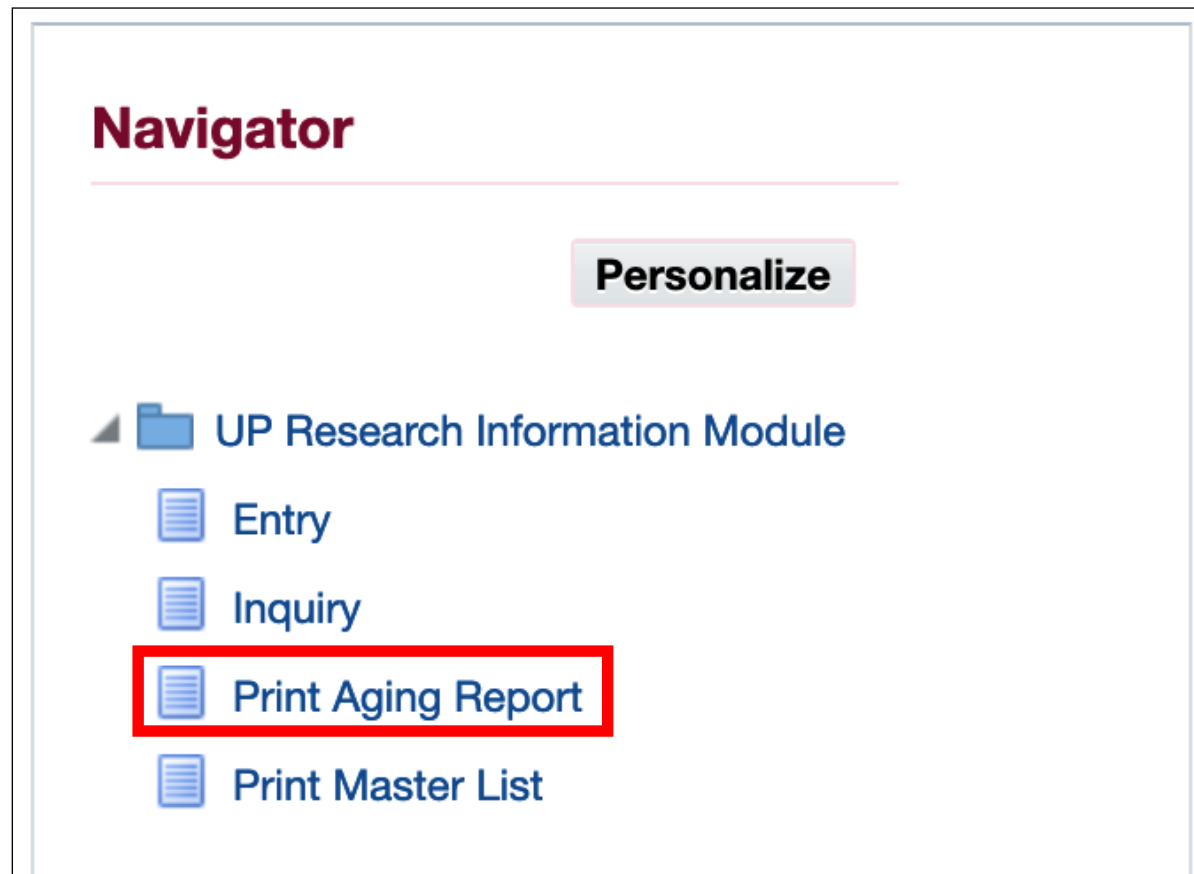 Navigator
Personalize
UP Research Information Module
Entry
Inquiry
Print Aging Report
Print Master List